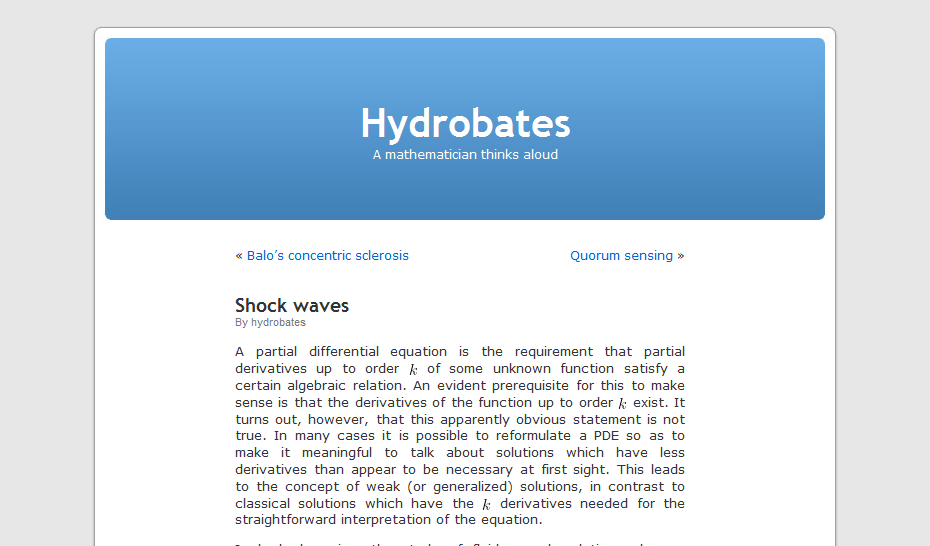 Hydrobates
A mathematician thinks aloud
« Balo’s concentric sclerosis
Quorum sensing »
Shock waves
By hydrobates
A partial differential equation is the requirement that partial
derivatives up to order k of some unknown function satisfy a
certain algebraic relation. An evident prerequisite for this to make
sense is that the derivatives of the function up to order k exist. It
turns out, however, that this apparently obvious statement is not
true. In many cases it is possible to reformulate a PDE so as to
make it meaningful to talk about solutions which have less
derivatives than appear to be necessary at first sight. This leads
to the concept of weak (or generalized) solutions, in contrast to
classical solutions which have the k derivatives needed for the
straightforward interpretation of the equation.